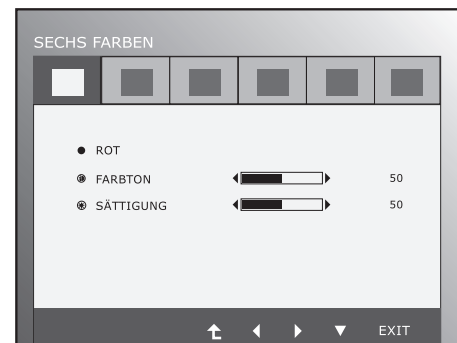 SECHS FARBEN
ROT
FARBTON 50
SÄTTIGUNG 50
EXIT